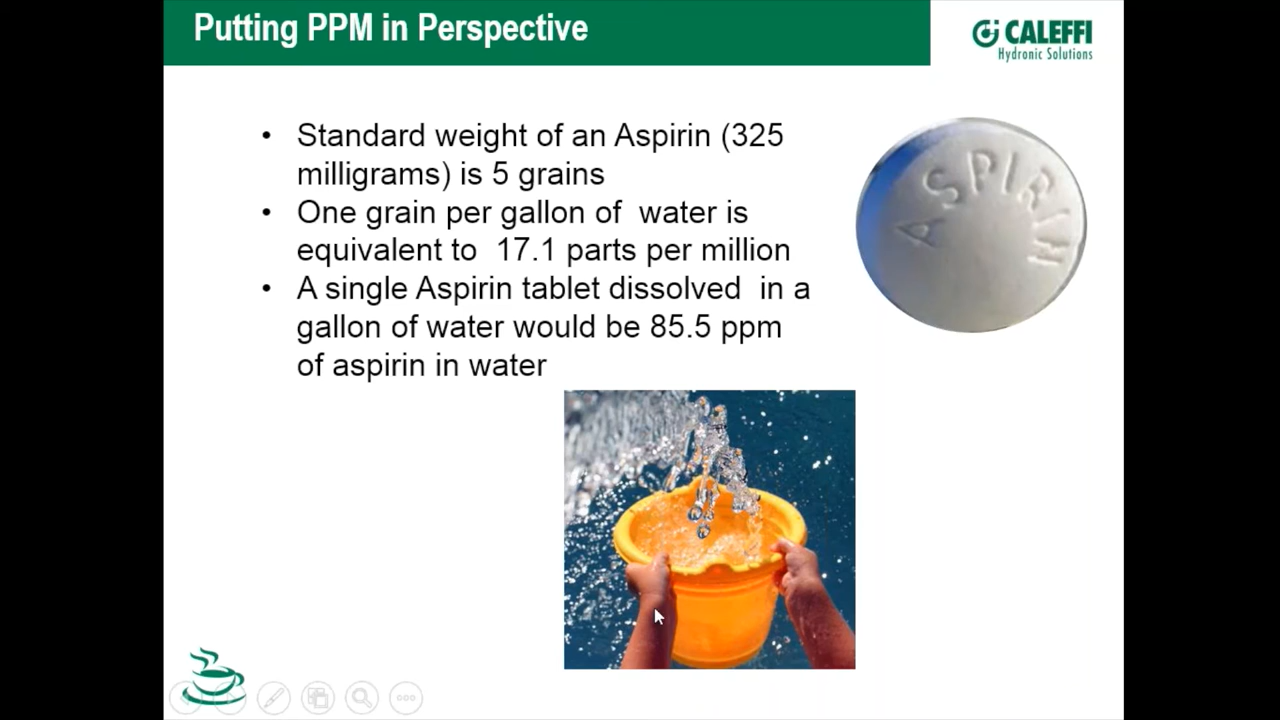 Putting PPM in Perspective
CALEFFI
Hydronic Solutions
• Standard weight of an Aspirin (325
milligrams) is 5 grains
• One grain per gallon of water is
equivalent to 17.1 parts per million
• A single Aspirin tablet dissolved in a
gallon of water would be 85.5 ppm
of aspirin in water
ASPIRIN